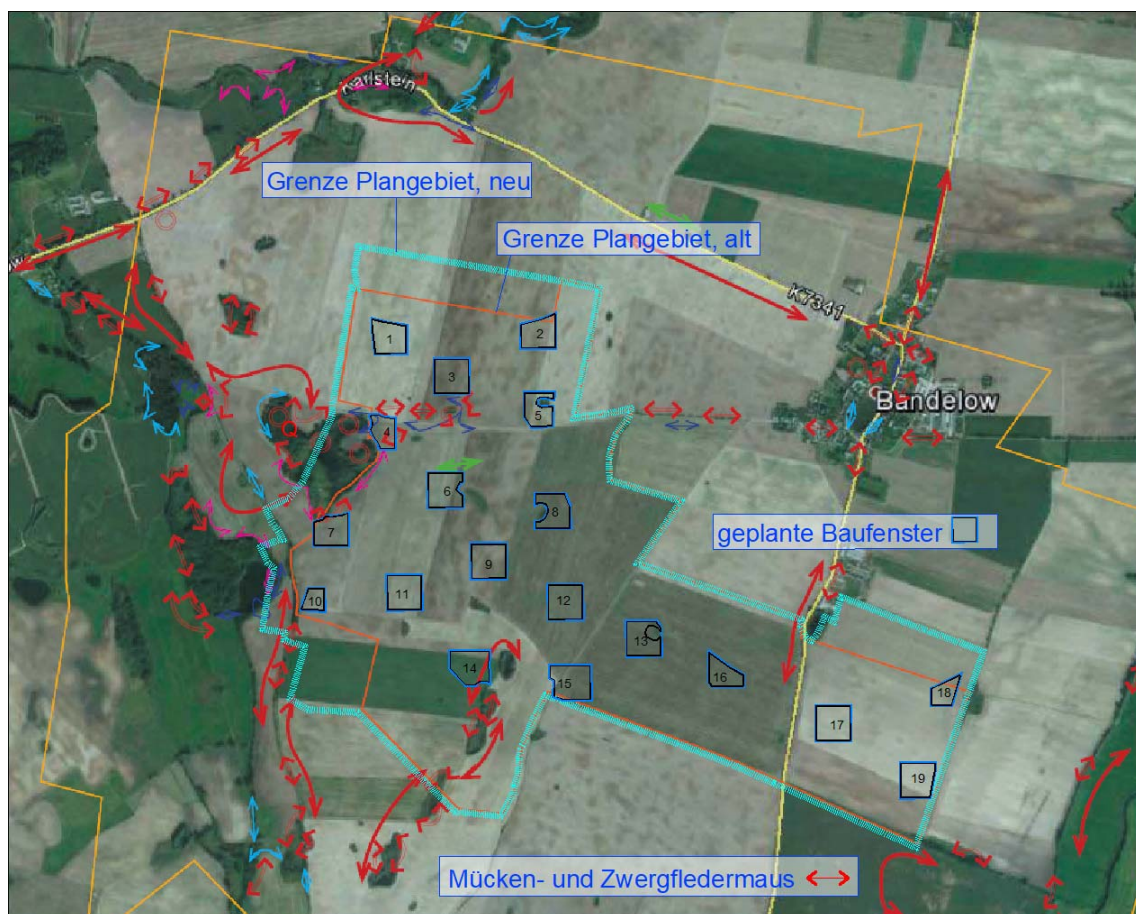 Karlstein
Grenze Plangebiet, neu
Grenze Plangebiet, alt
K7341
1
2
3
5
4
Bandelow
6
8
geplante Baufenster
7
9
11
10
12
13
14
16
15
18
17
19
Mücken- und Zwergfledermaus